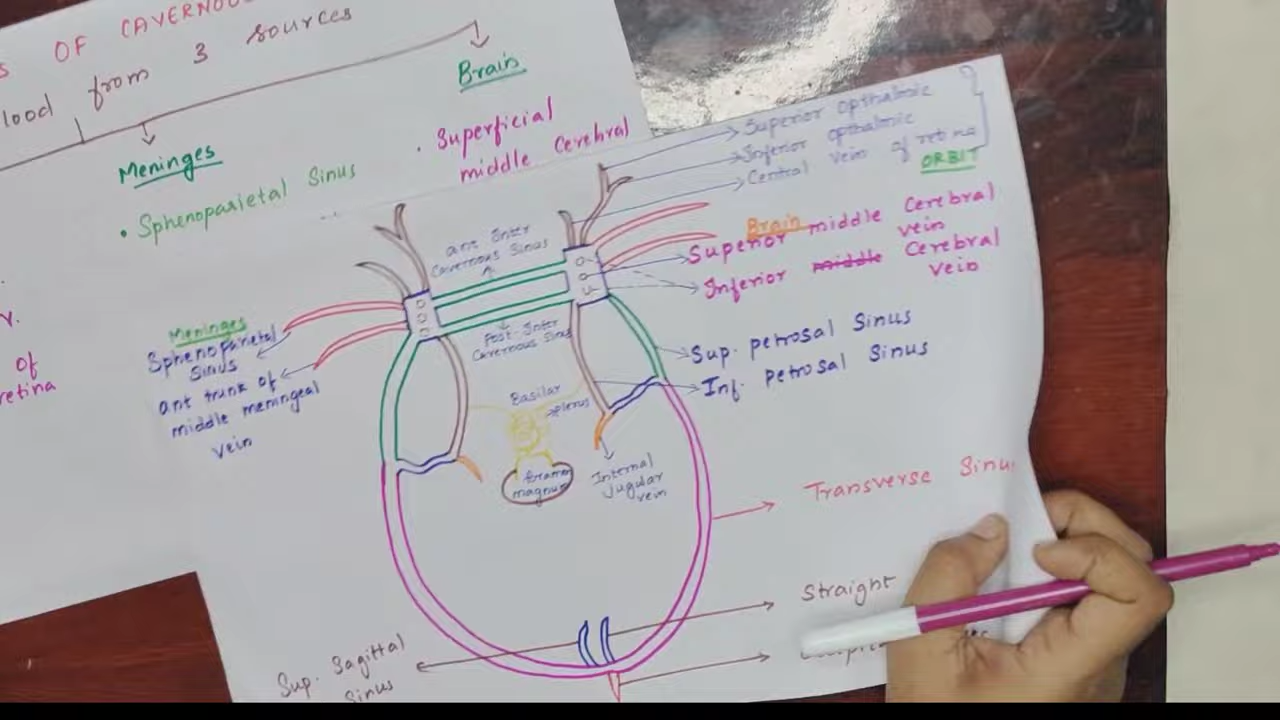 OF CAVERNOU
lood from 3 sources
Meninges
• Sphenoparietal Sinus
Brain
• Superficial
middle Cerebral
v.
of
retina
Superior opthalmic
Inferior opthalmic
Central vein of retina
ORBIT
ant Inter
Cavernous Sinus
Brain
Superior middle Cerebral
vein
Inferior middle Cerebral
vein
Post. Inter
Cavernous Sinus
Meninges
Sphenoparietal
Sinus
ant trunk of
middle meningeal
vein
Sup. petrosal Sinus
Inf. petrosal Sinus
Basilar
plexus
magnum
Internal
jugular
vein
Transverse Sinu
Straight
Sup. Sagittal
Sinus